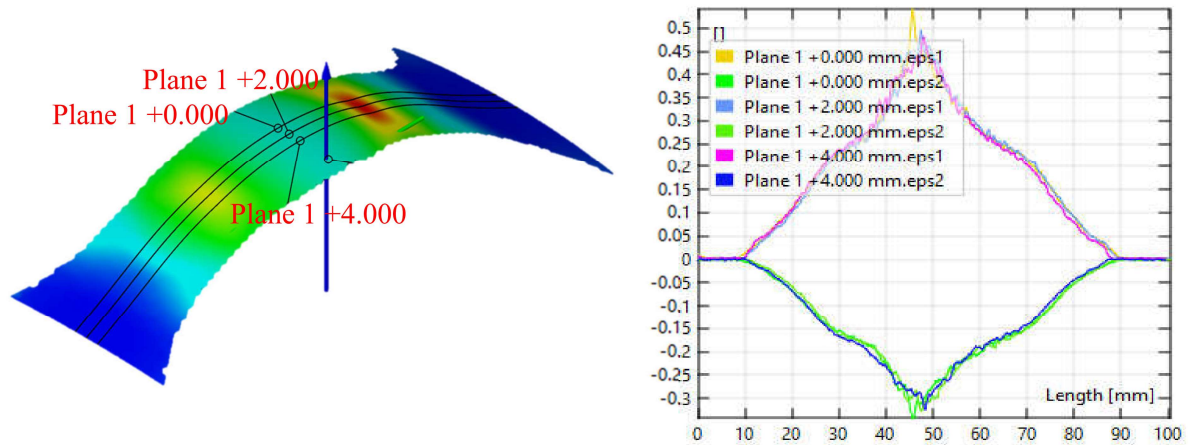 Plane 1 +2.000
Plane 1 +0.000
Plane 1 +4.000
[]
Plane 1 +0.000 mm.eps1
Plane 1 +0.000 mm.eps2
Plane 1 +2.000 mm.eps1
Plane 1 +2.000 mm.eps2
Plane 1 +4.000 mm.eps1
Plane 1 +4.000 mm.eps2
0.5
0.45
0.4
0.35
0.3
0.25
0.2
0.15
0.1
0.05
0
-0.05
-0.1
-0.15
-0.2
-0.25
-0.3
Length [mm]
0 10 20 30 40 50 60 70 80 90 100